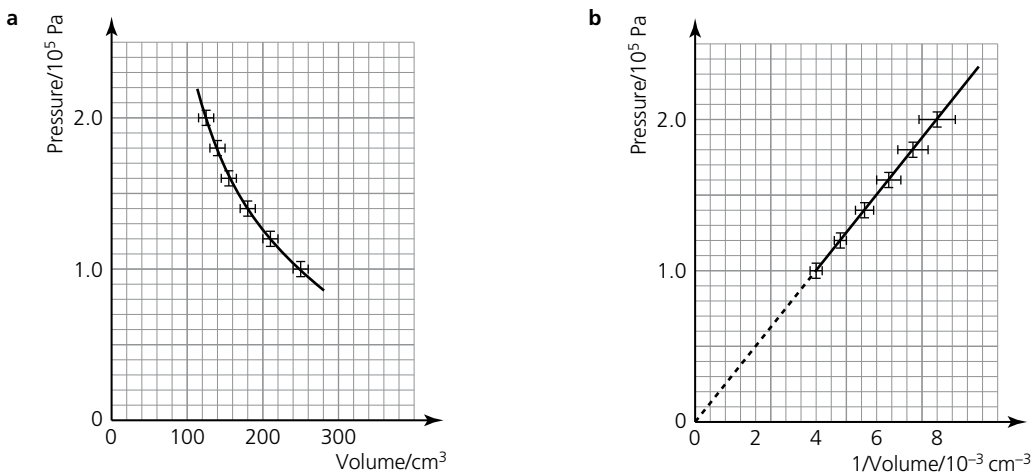 a
Pressure/10⁵ Pa
2.0
1.0
0
0 100 200 300
Volume/cm³
b
Pressure/10⁵ Pa
2.0
1.0
0
0 2 4 6 8
1/Volume/10⁻³ cm⁻³